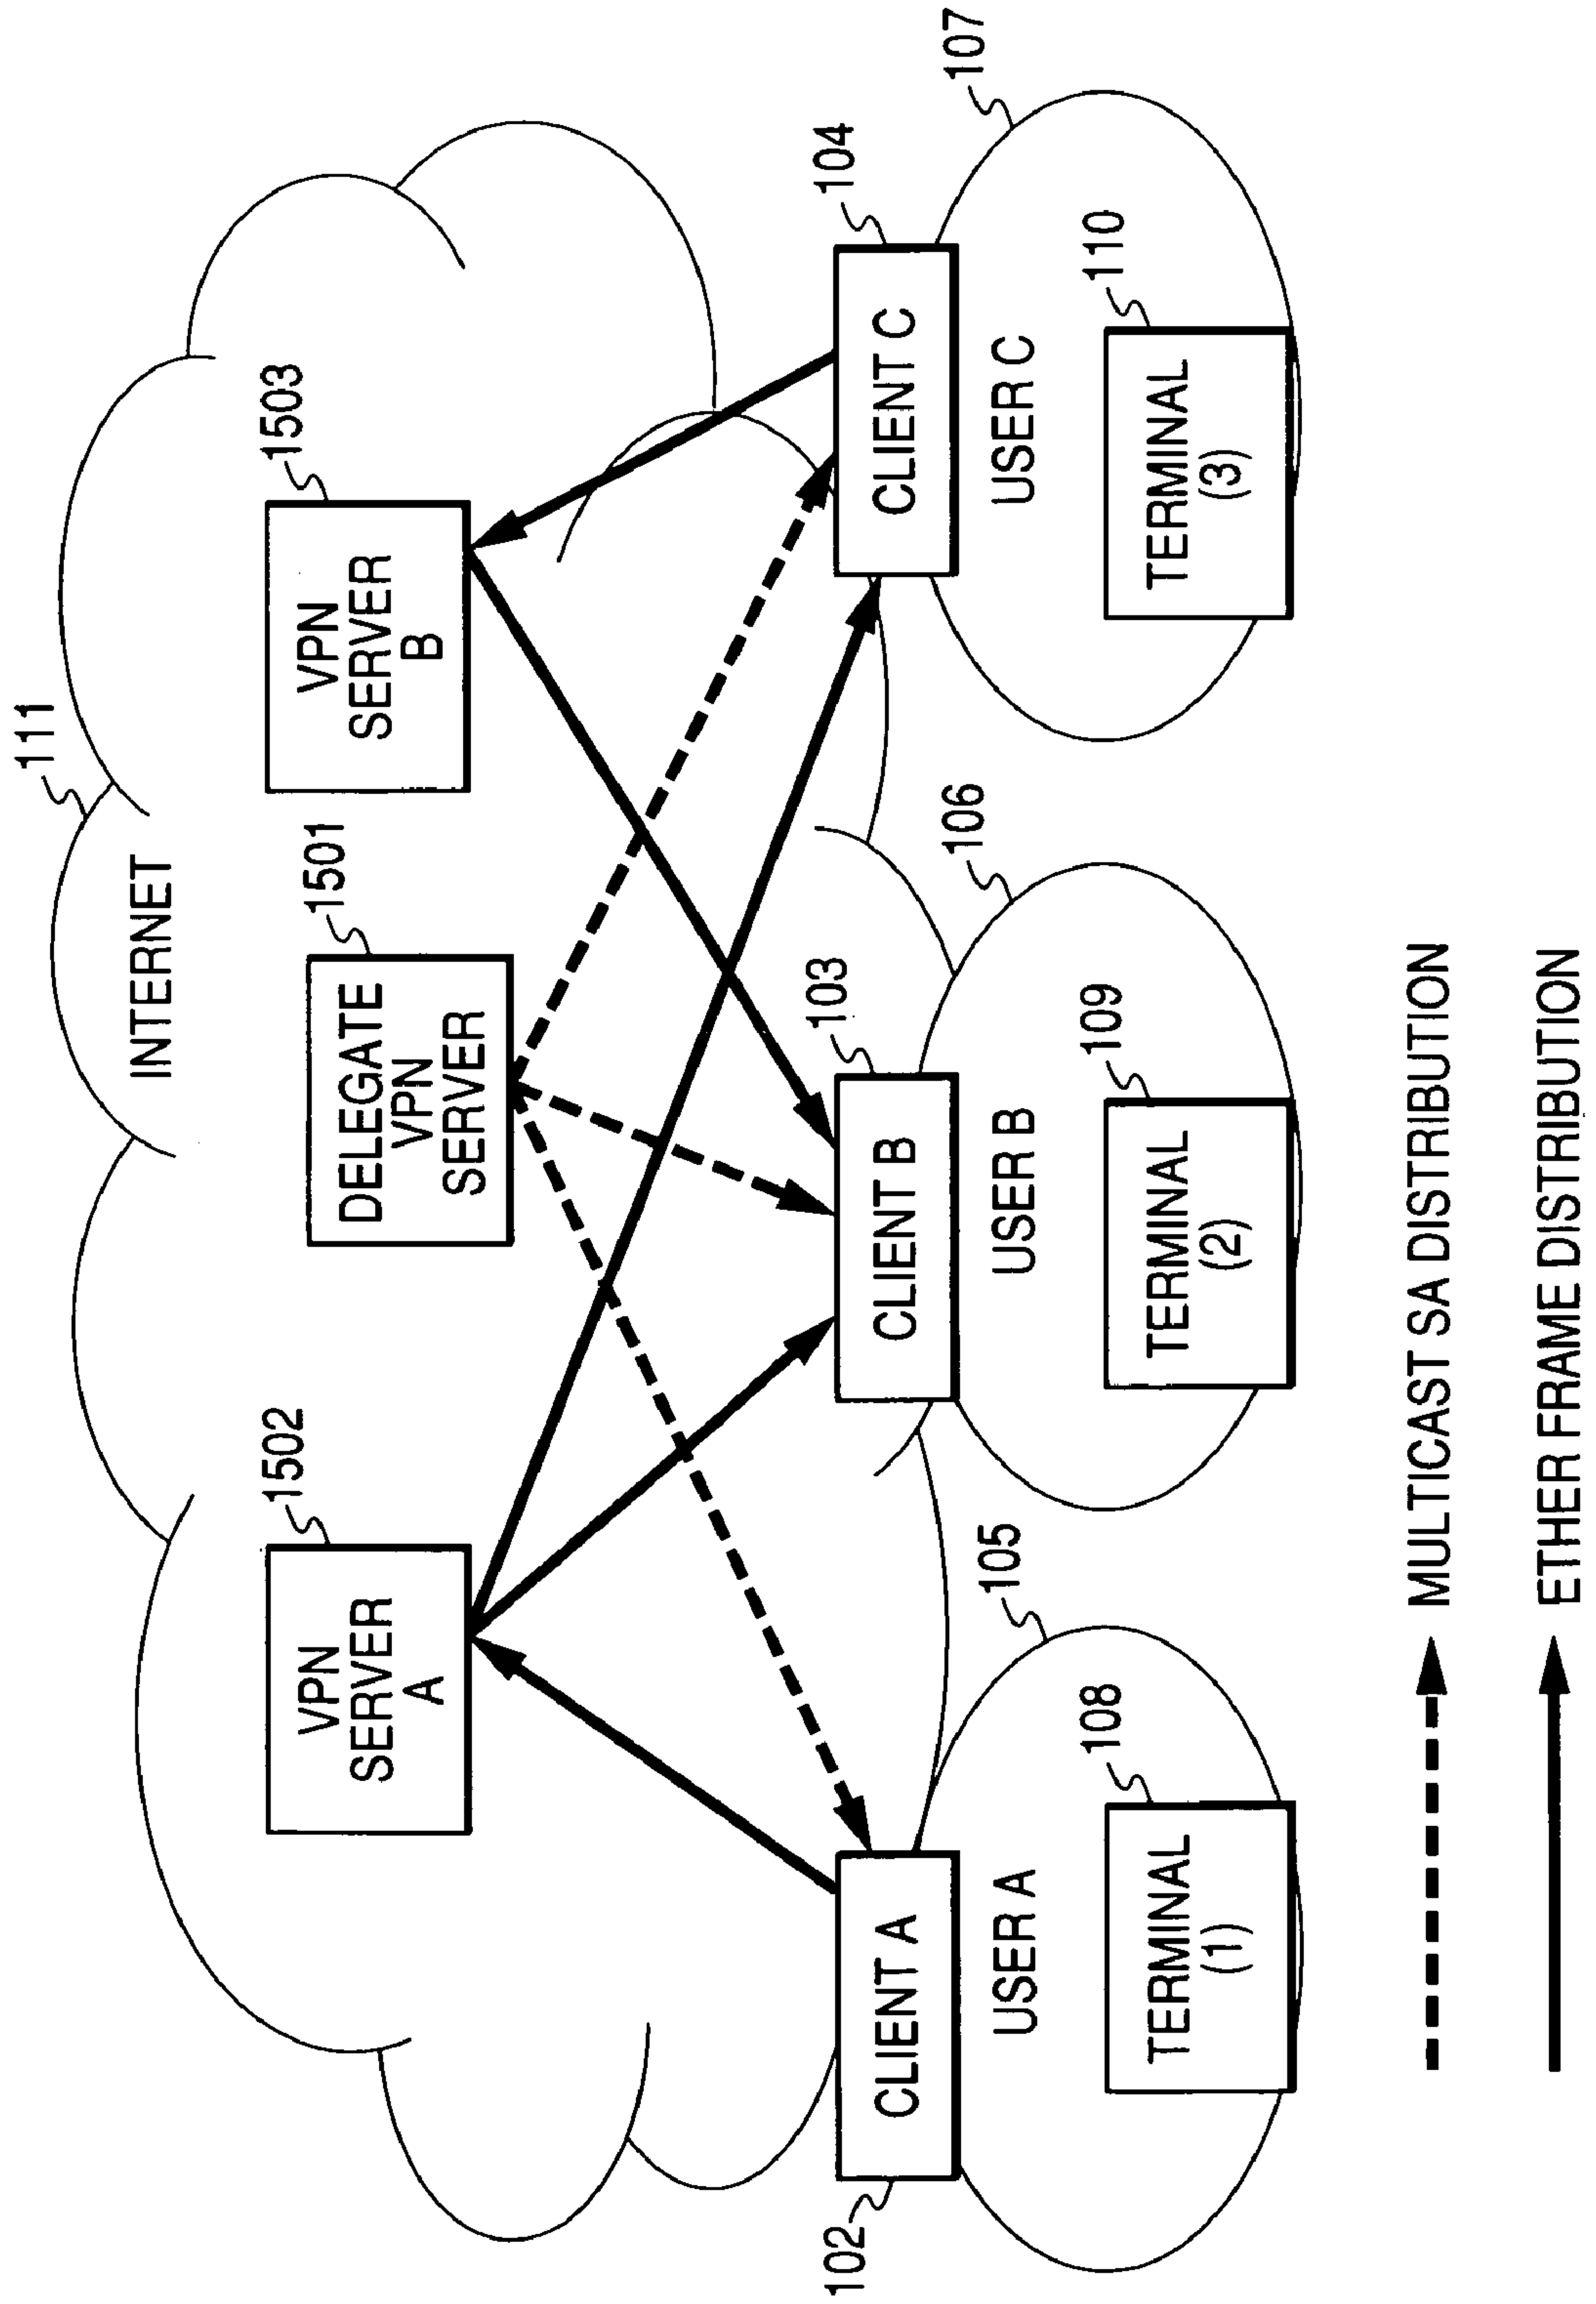 111
INTERNET
1502
VPN
SERVER
A
1501
DELEGATE
VPN
SERVER
1503
VPN
SERVER
B
102
CLIENT A
103
CLIENT B
104
CLIENT C
105
USER A
108
TERMINAL
(1)
106
USER B
109
TERMINAL
(2)
107
USER C
110
TERMINAL
(3)
MULTICAST SA DISTRIBUTION
ETHER FRAME DISTRIBUTION